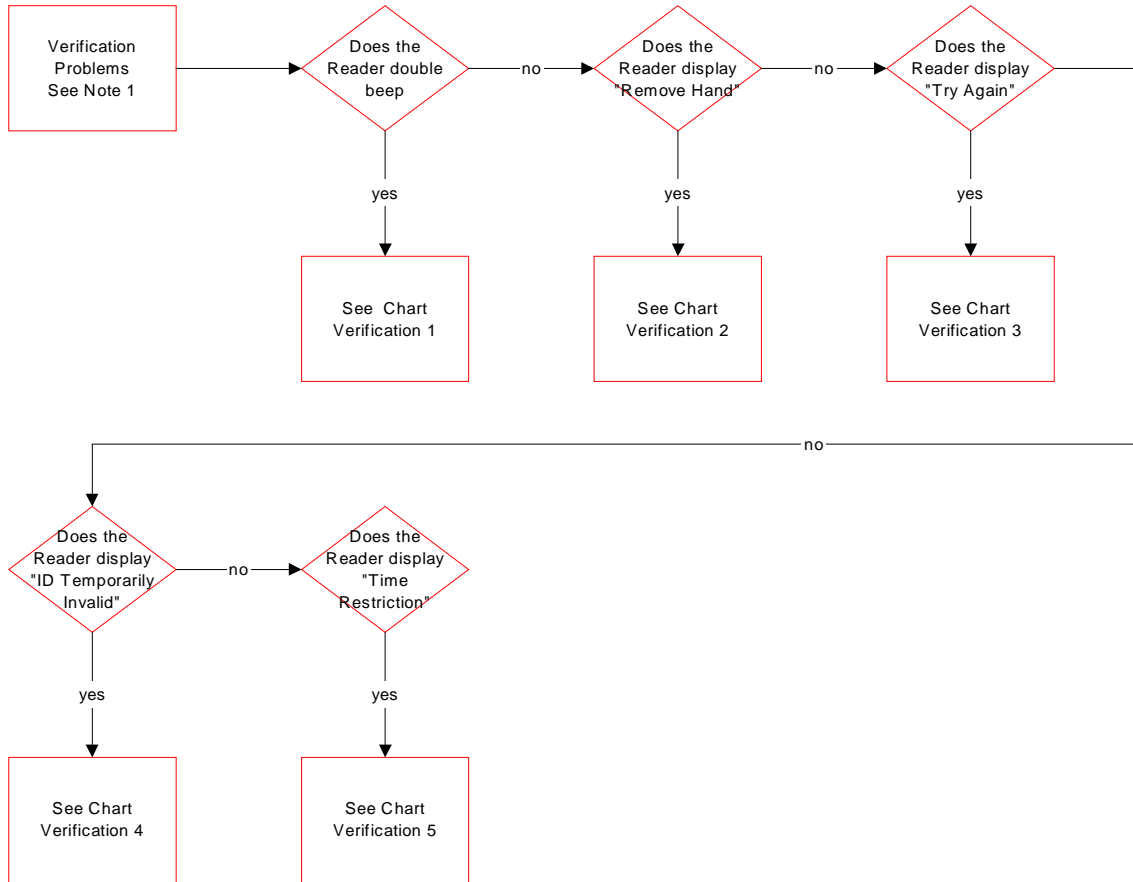 Verification
Problems
See Note 1
Does the
Reader double
beep
no
Does the
Reader display
"Remove Hand"
no
Does the
Reader display
"Try Again"
yes
yes
yes
See Chart
Verification 1
See Chart
Verification 2
See Chart
Verification 3
no
Does the
Reader display
"ID Temporarily
Invalid"
no
Does the
Reader display
"Time
Restriction"
yes
yes
See Chart
Verification 4
See Chart
Verification 5